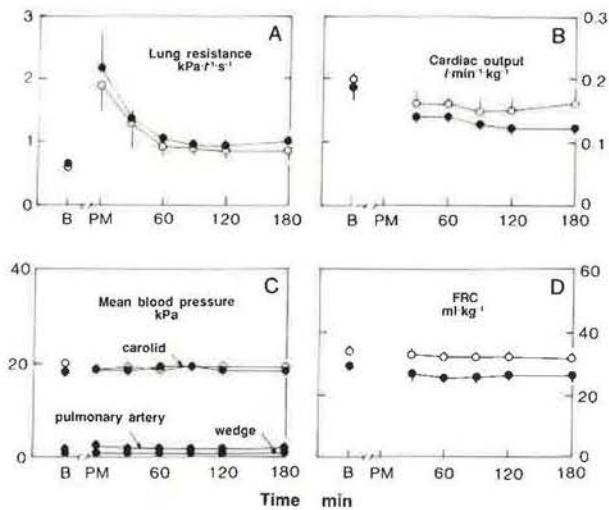 3
2
1
0
A
Lung resistance
kPa·l⁻¹·s⁻¹
B PM 60 120 180
0.3
0.2
0.1
0
B
Cardiac output
l·min⁻¹·kg⁻¹
B PM 60 120 180
40
20
0
C
Mean blood pressure
kPa
carolid
pulmonary artery
wedge
B PM 60 120 180
60
40
20
0
D
FRC
ml·kg⁻¹
B PM 60 120 180
Time min